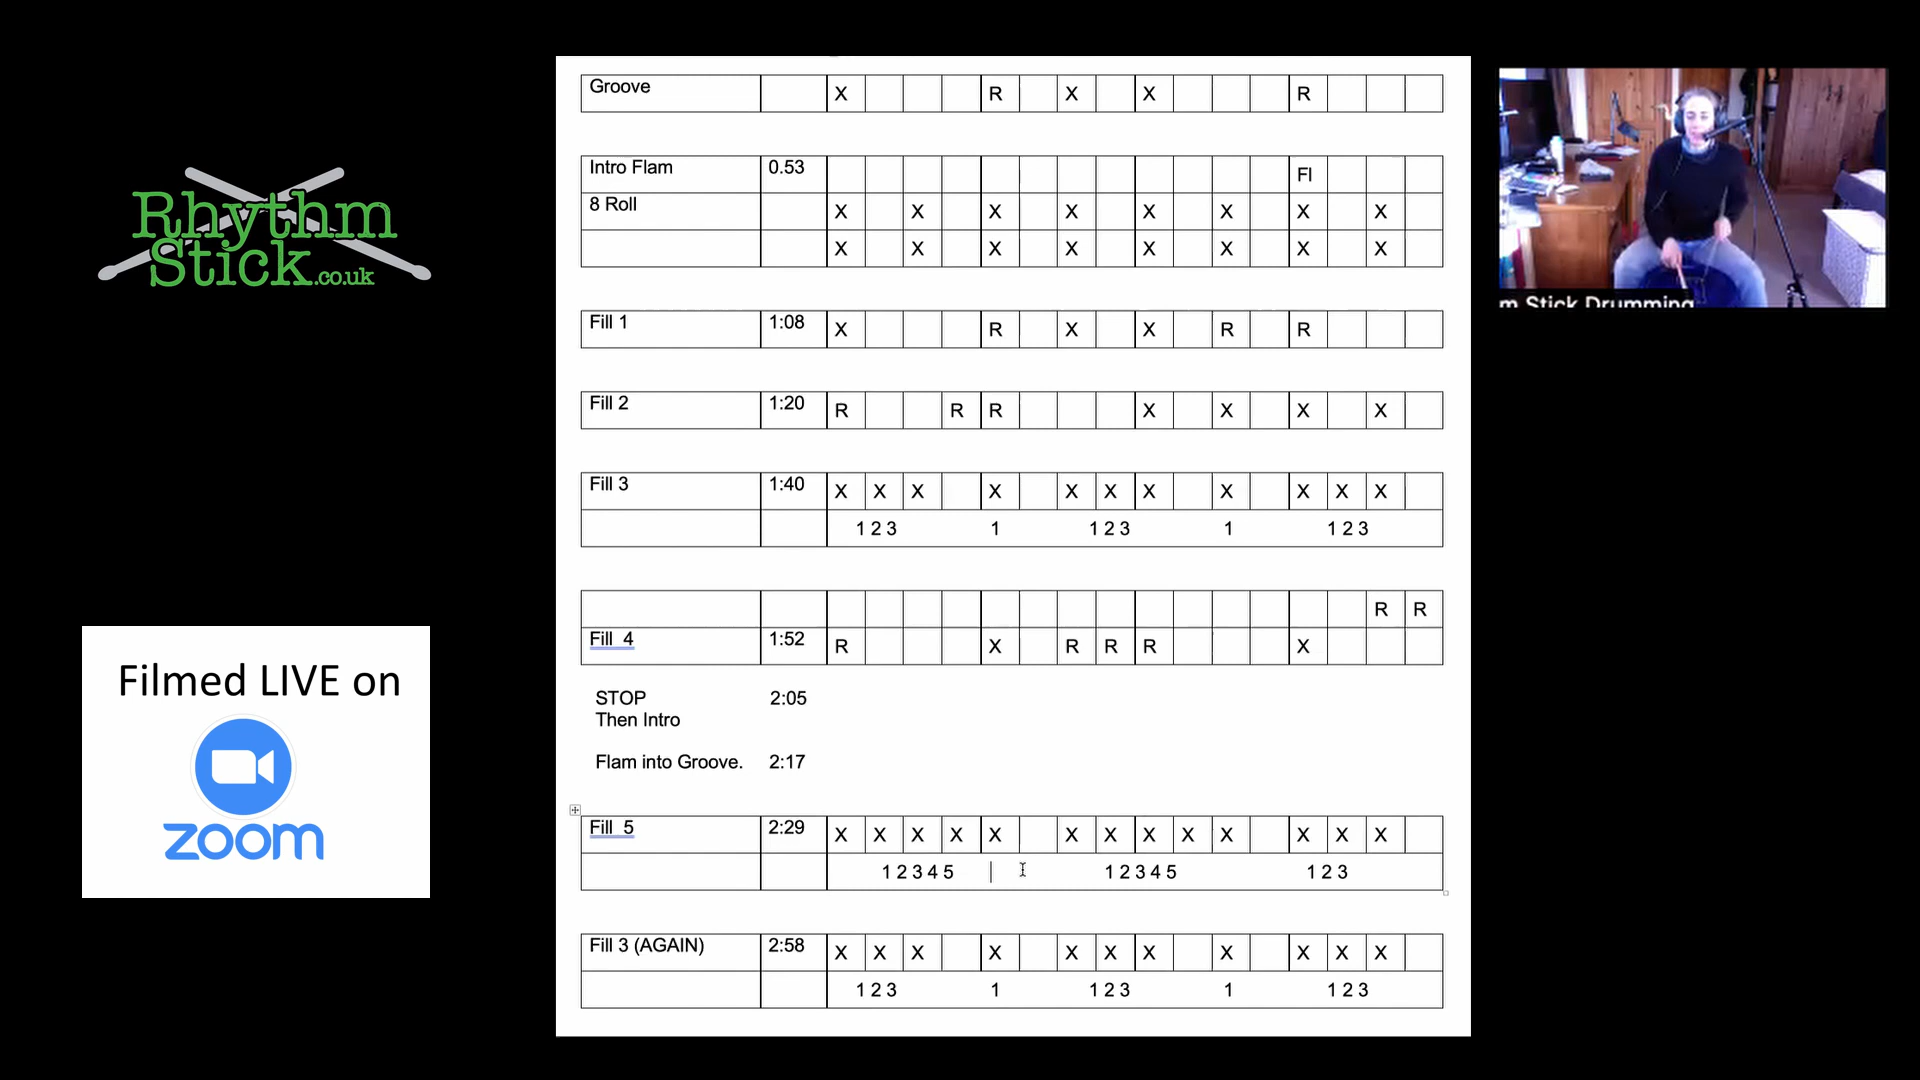 Rhythm
Stick.co.uk
Filmed LIVE on
zoom
Groove X R X X R
Intro Flam 0.53 Fl
8 Roll X X X X X X X X
X X X X X X X X
Fill 1 1:08 X R X X R R
Fill 2 1:20 R R R X X X X
Fill 3 1:40 X X X X X X X X X X X
1 2 3 1 1 2 3 1 1 2 3
R R
Fill 4 1:52 R X R R R X
STOP 2:05
Then Intro
Flam into Groove. 2:17
Fill 5 2:29 X X X X X X X X X X X X X
1 2 3 4 5 1 2 3 4 5 1 2 3
Fill 3 (AGAIN) 2:58 X X X X X X X X X X X
1 2 3 1 1 2 3 1 1 2 3
m Stick Drumming